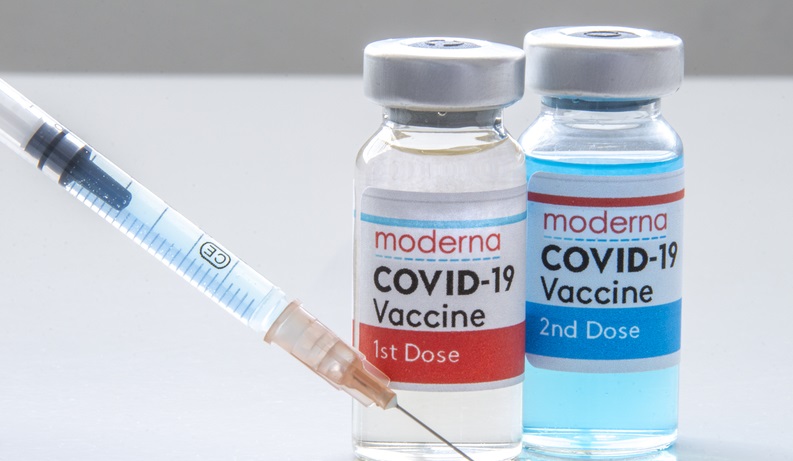 moderna
COVID-19
Vaccine
1st Dose
moderna
COVID-19
Vaccine
2nd Dose
CE